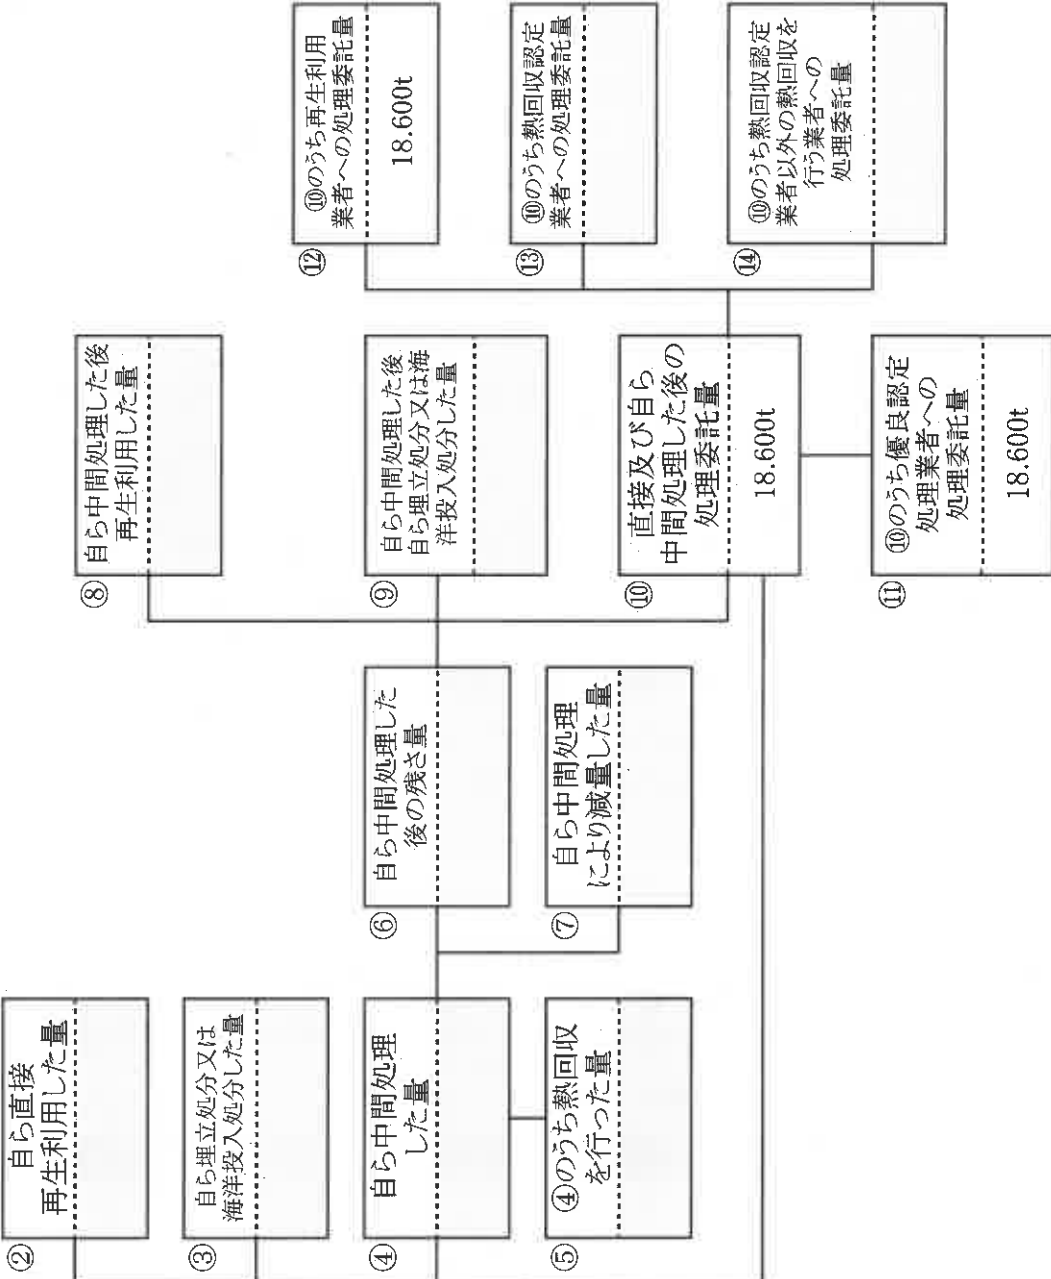 ②
自ら直接
再生利用した量
③
自ら埋立処分又は
海洋投入処分した量
④
自ら中間処理
した量
⑤
④のうち熱回収
を行った量
⑥
自ら中間処理した
後の残さ量
⑦
自ら中間処理
により減量した量
⑧
自ら中間処理した後
再生利用した量
⑨
自ら中間処理した後
自ら埋立処分又は海
洋投入処分した量
⑩
直接及び自ら
中間処理した後の
処理委託量
18.600t
⑪
⑩のうち優良認定
処理業者への
処理委託量
18.600t
⑫
⑩のうち再生利用
業者への処理委託量
18.600t
⑬
⑩のうち熱回収認定
業者への処理委託量
⑭
⑩のうち熱回収認定
業者以外の熱回収を
行う業者への
処理委託量